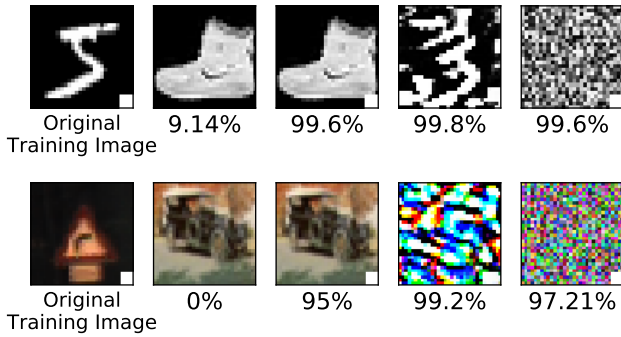 Original
Training Image
9.14%
99.6%
99.8%
99.6%
Original
Training Image
0%
95%
99.2%
97.21%